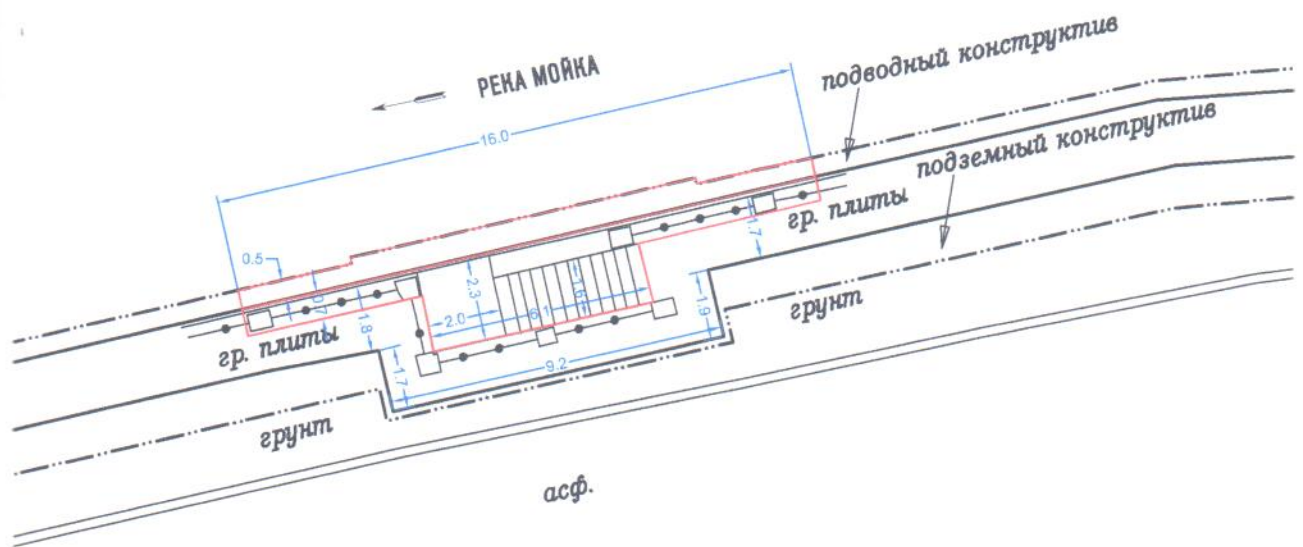 РЕКА МОЙКА
подводный конструктив
16.0
подземный конструктив
гр. плиты
1.7
0.5
0.7
1.8
2.3
1.6
6.1
2.0
1.9
грунт
гр. плиты
9.2
1.7
грунт
асф.